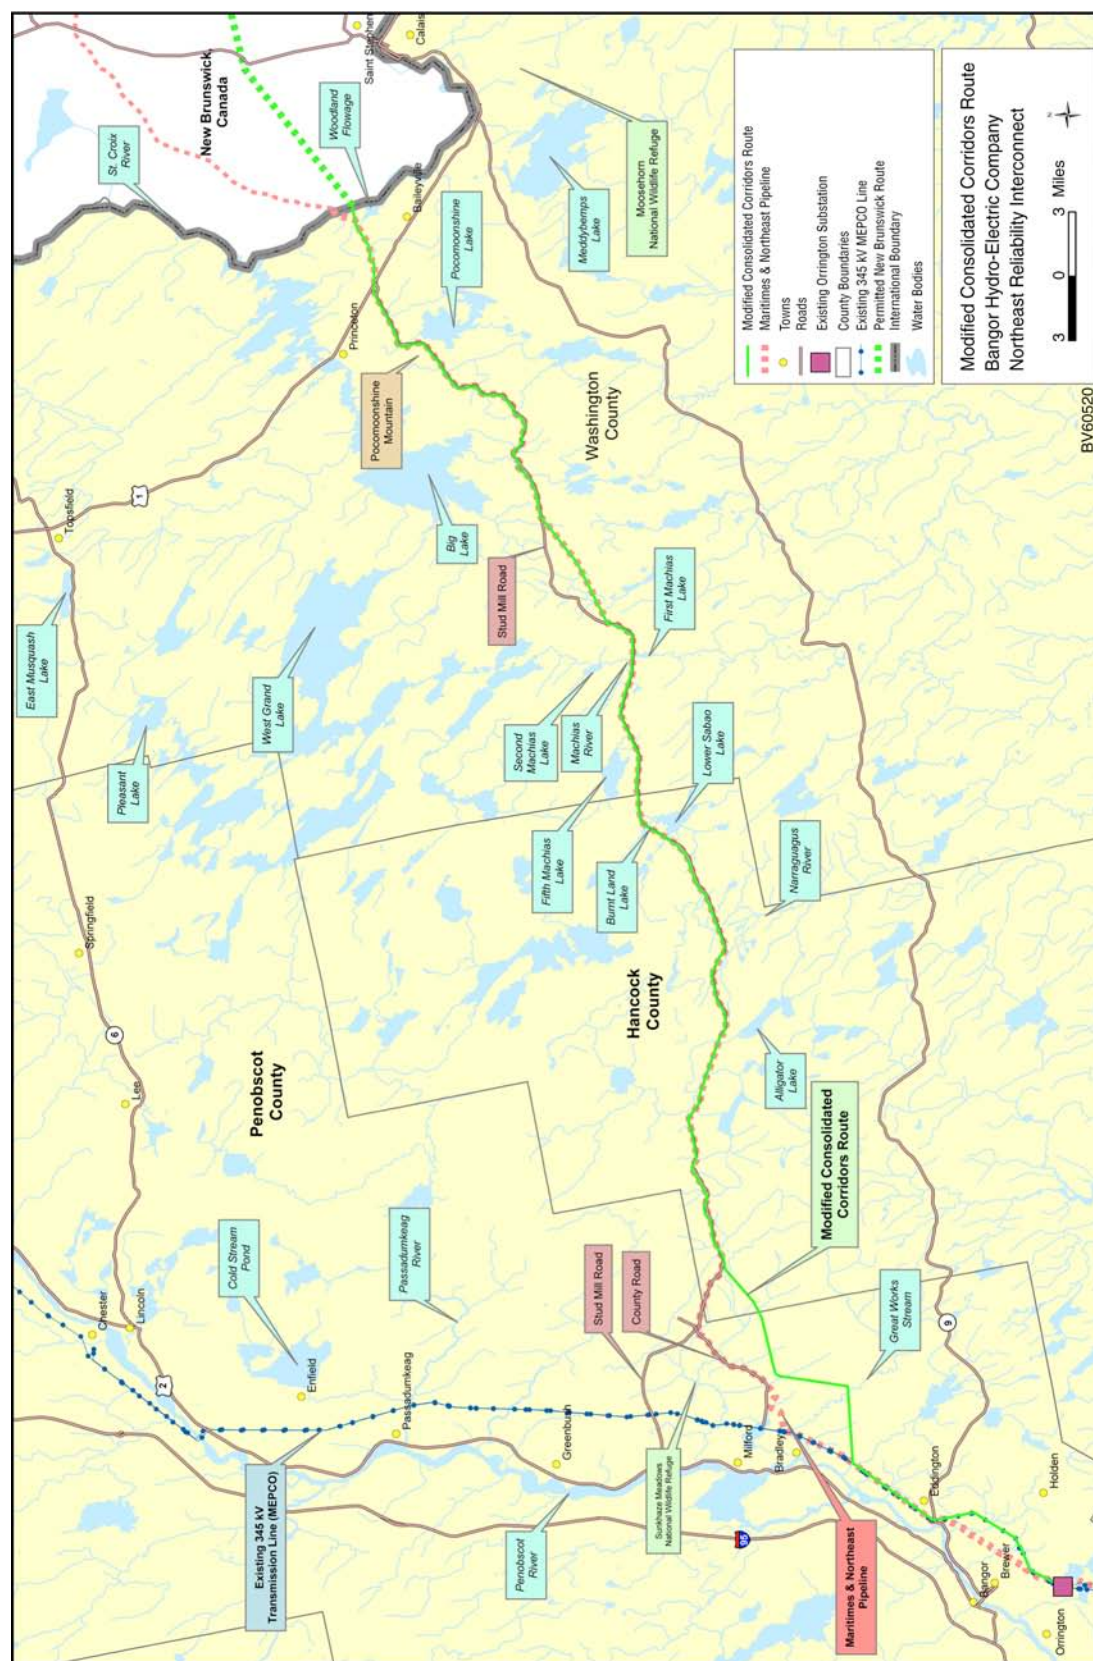 New Brunswick,
Canada
Saint Stephen
Calais
St. Croix
River
Woodland
Flowage
Baileyville
Pocomoonshine
Lake
Meddybemps
Lake
Moosehorn
National Wildlife Refuge
Princeton
Pocomoonshine
Mountain
Washington
County
Topsfield
1
Big
Lake
Stud Mill Road
First Machias
Lake
East Musquash
Lake
West Grand
Lake
Pleasant
Lake
Second
Machias
Lake
Machias
River
Lower Sabao
Lake
Fifth Machias
Lake
Burnt Land
Lake
Narraguagus
River
Springfield
6
Lee
Penobscot
County
Hancock
County
Alligator
Lake
Modified Consolidated
Corridors Route
Cold Stream
Pond
Passadumkeag
River
Stud Mill Road
County Road
Great Works
Stream
9
Chester
Lincoln
2
Enfield
Passadumkeag
Greenbush
Milford
Bradley
Eddington
Holden
Existing 345 kV
Transmission Line (MEPCO)
Penobscot
River
Sunkhaze Meadows
National Wildlife Refuge
95
Maritimes & Northeast
Pipeline
Bangor
Brewer
Orrington
Modified Consolidated Corridors Route
Maritimes & Northeast Pipeline
Towns
Roads
Existing Orrington Substation
County Boundaries
Existing 345 kV MEPCO Line
Permitted New Brunswick Route
International Boundary
Water Bodies
Modified Consolidated Corridors Route
Bangor Hydro-Electric Company
Northeast Reliability Interconnect
3 0 3 Miles
N
BV60520